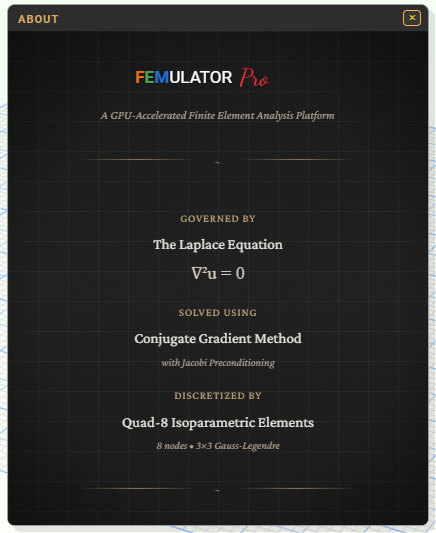 ABOUT
×
FEMULATOR Pro
A GPU-Accelerated Finite Element Analysis Platform
~
GOVERNED BY
The Laplace Equation
∇²u = 0
SOLVED USING
Conjugate Gradient Method
with Jacobi Preconditioning
DISCRETIZED BY
Quad-8 Isoparametric Elements
8 nodes • 3×3 Gauss-Legendre
~